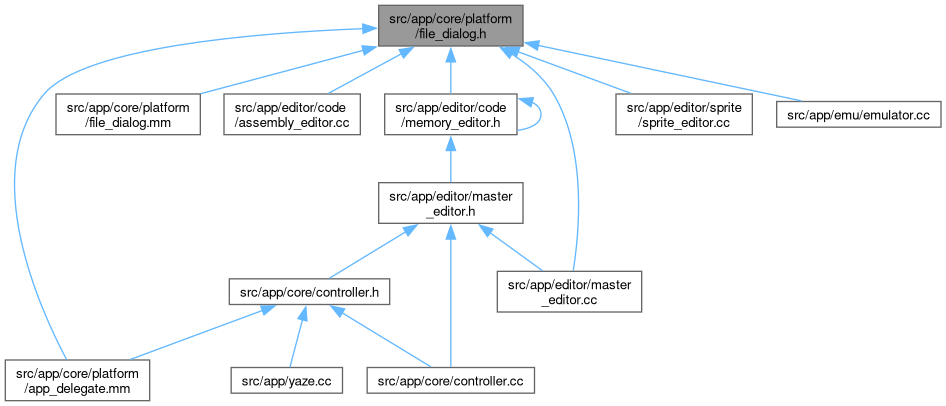 src/app/core/platform
/file_dialog.h
src/app/core/platform
/file_dialog.mm
src/app/editor/code
/assembly_editor.cc
src/app/editor/code
/memory_editor.h
src/app/editor/sprite
/sprite_editor.cc
src/app/emu/emulator.cc
src/app/editor/master
_editor.h
src/app/core/controller.h
src/app/editor/master
_editor.cc
src/app/core/platform
/app_delegate.mm
src/app/yaze.cc
src/app/core/controller.cc